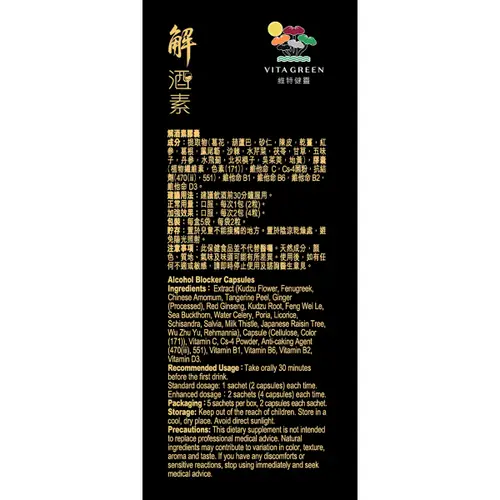 解酒素
VITAGREEN
維特健靈
解酒素膠囊
成分：提取物(葛花，胡蘆巴，砂仁，陳皮，乾薑，紅
參，葛根，鳳尾蕨，沙棘，水芹菜，茯苓，甘草，五味
子，丹參，水飛薊，北枳椇子，吳茱萸，地黃)，膠囊
(植物纖維素，色素(171))，維他命 C，Cs-4菌粉，抗結
劑(470(iii)，551)，維他命 B1，維他命 B6，維他命 B2，
維他命 D3。
建議用法：建議飲酒前30分鐘服用。
正常用量：口服，每次1包 (2粒)。
加強效果：口服，每次2包 (4粒)。
包裝：每盒5袋，每袋2粒。
貯存：置於兒童不能接觸的地方。置於陰涼乾燥處，避
免陽光照射。
注意事項：此保健食品並不代替醫囑。天然成分，顏
色、質地、氣味及味道可能有所差異。使用後，如有任
何不適或敏感，請即時停止使用及諮詢醫生意見。
Alcohol Blocker Capsules
Ingredients: Extract (Kudzu Flower, Fenugreek,
Chinese Amomum, Tangerine Peel, Ginger
(Processed), Red Ginseng, Kudzu Root, Feng Wei Le,
Sea Buckthorn, Water Celery, Poria, Licorice,
Schisandra, Salvia, Milk Thistle, Japanese Raisin Tree,
Wu Zhu Yu, Rehmannia), Capsule (Cellulose, Color
(171)), Vitamin C, Cs-4 Powder, Anti-caking Agent
(470(iii), 551), Vitamin B1, Vitamin B6, Vitamin B2,
Vitamin D3.
Recommended Usage: Take orally 30 minutes
before the first drink.
Standard dosage: 1 sachet (2 capsules) each time.
Enhanced dosage : 2 sachets (4 capsules) each time.
Packaging : 5 sachets per box, 2 capsules each sachet.
Storage: Keep out of the reach of children. Store in a
cool, dry place. Avoid direct sunlight.
Precautions: This dietary supplement is not intended
to replace professional medical advice. Natural
ingredients may contribute to variation in color, texture,
aroma and taste. If you have any discomforts or
sensitive reactions, stop using immediately and seek
medical advice.